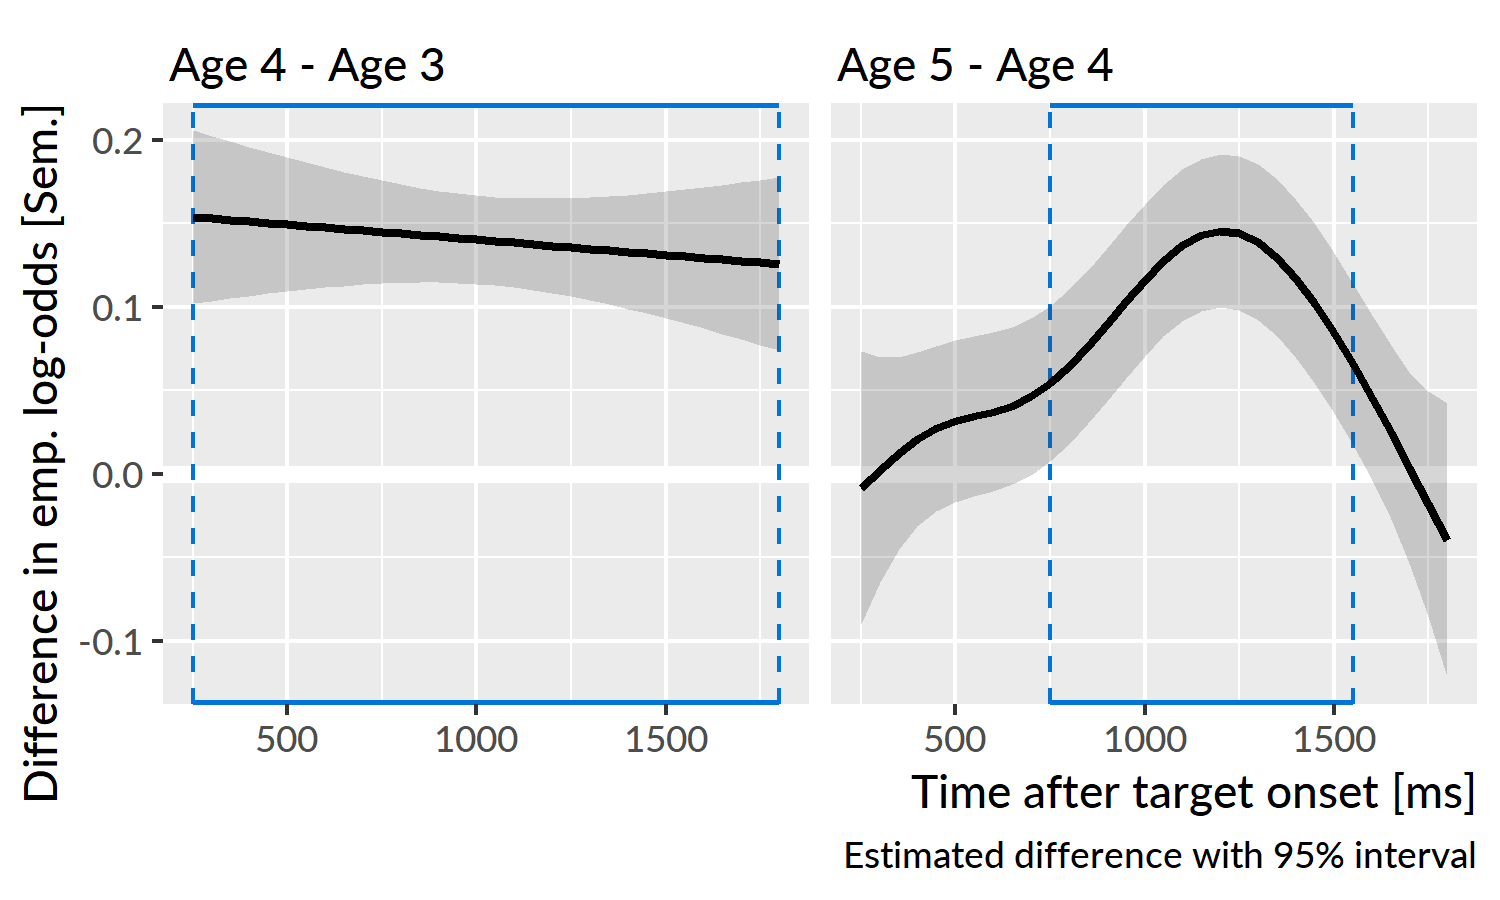 Age 4 - Age 3
Age 5 - Age 4
Difference in emp. log-odds [Sem.]
0.2
0.1
0.0
-0.1
500 1000 1500
500 1000 1500
Time after target onset [ms]
Estimated difference with 95% interval